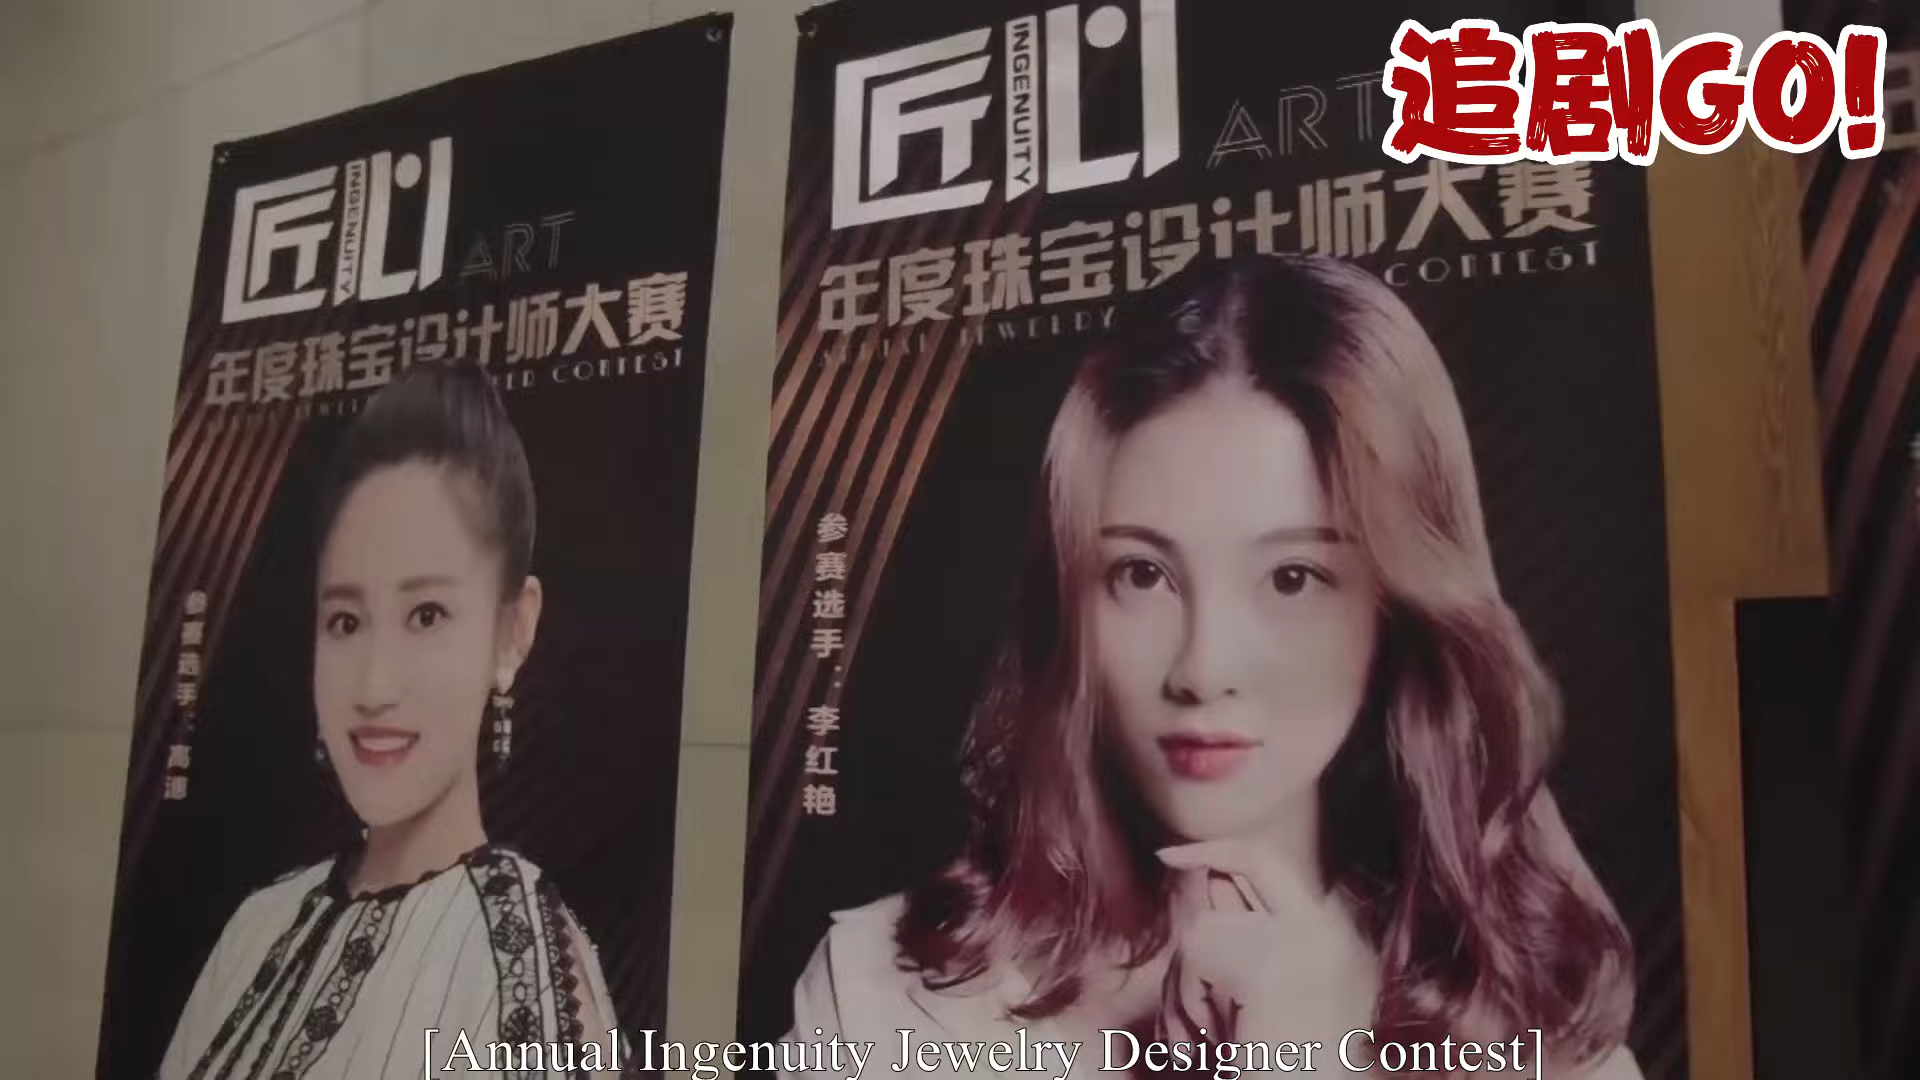 追剧GO!
匠心
INGENUITY
ART
年度珠宝设计师大赛
CONTEST
参赛选手：高
匠心
INGENUITY
ART
年度珠宝设计师大赛
JEWELRY
CONTEST
参赛选手：李红艳
[Annual Ingenuity Jewelry Designer Contest]